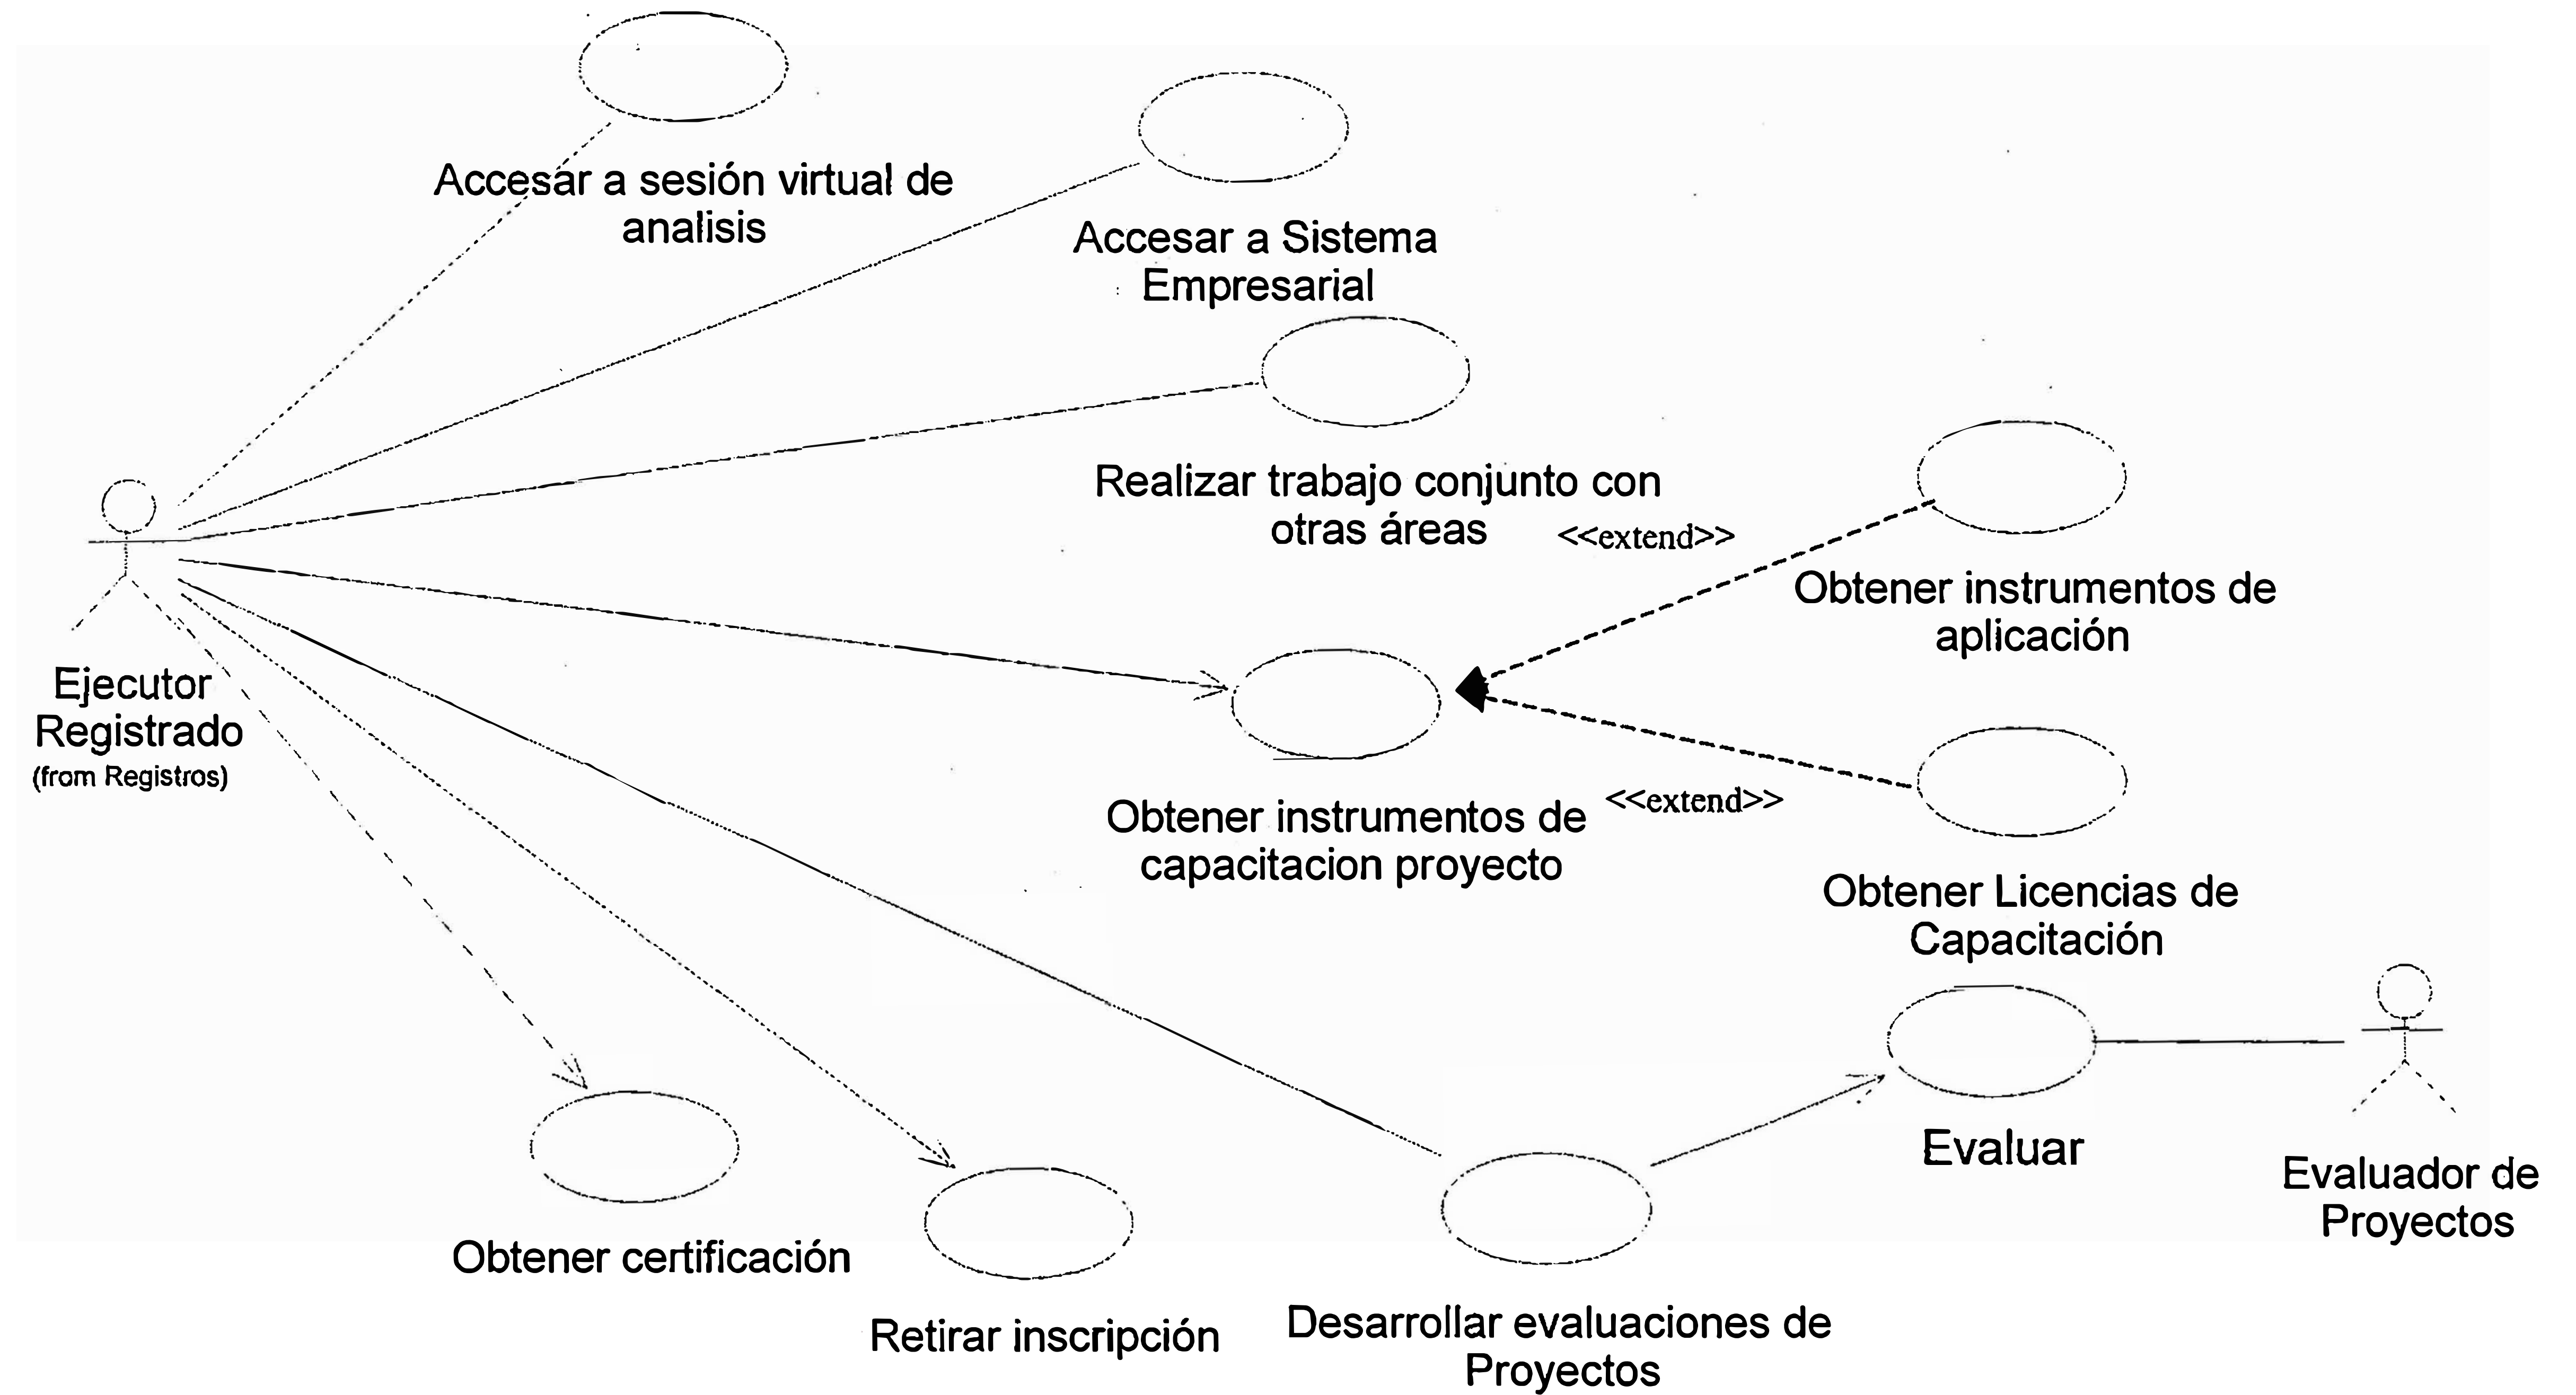 Accesar a sesión virtual de
analisis
Accesar a Sistema
Empresarial
Realizar trabajo conjunto con
otras áreas
<<extend>>
Obtener instrumentos de
aplicación
Ejecutor
Registrado
(from Registros)
Obtener instrumentos de
capacitacion proyecto
<<extend>>
Obtener Licencias de
Capacitación
Evaluar
Evaluador de
Proyectos
Obtener certificación
Retirar inscripción
Desarrollar evaluaciones de
Proyectos